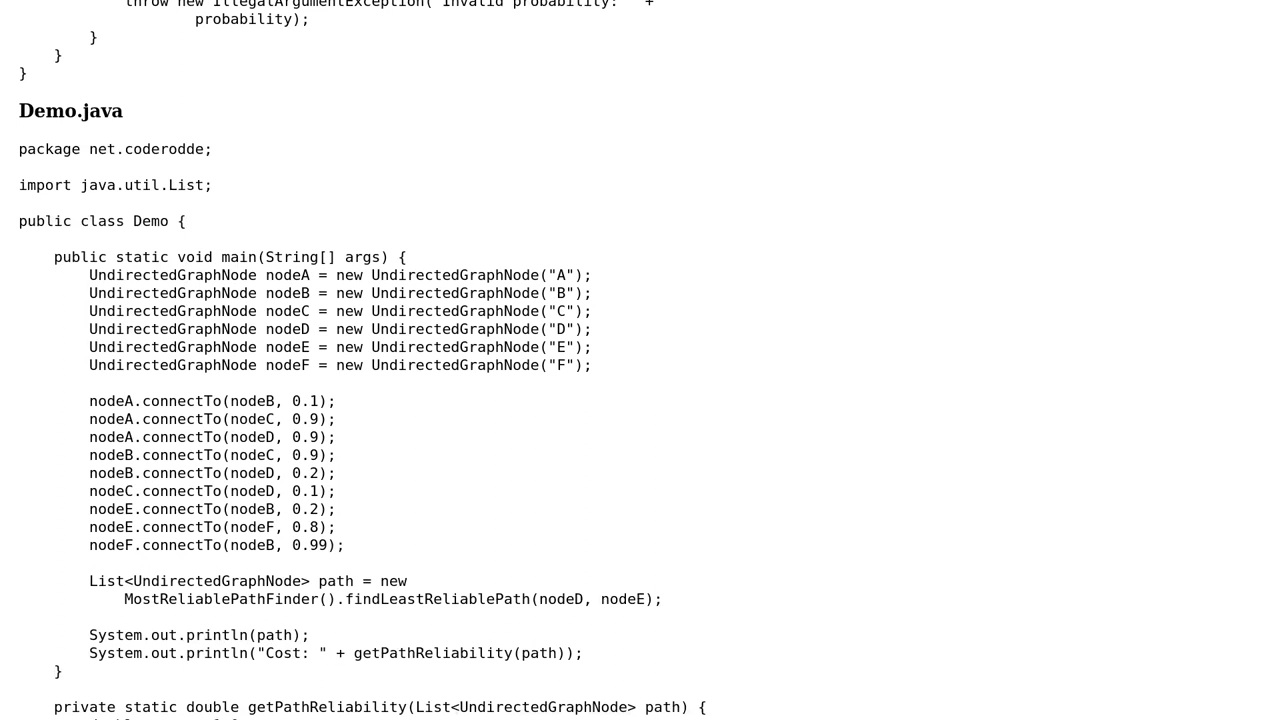 throw new IllegalArgumentException("Invalid probability: " +
probability);
}
}
}
Demo.java
package net.coderodde;
import java.util.List;
public class Demo {
public static void main(String[] args) {
UndirectedGraphNode nodeA = new UndirectedGraphNode("A");
UndirectedGraphNode nodeB = new UndirectedGraphNode("B");
UndirectedGraphNode nodeC = new UndirectedGraphNode("C");
UndirectedGraphNode nodeD = new UndirectedGraphNode("D");
UndirectedGraphNode nodeE = new UndirectedGraphNode("E");
UndirectedGraphNode nodeF = new UndirectedGraphNode("F");
nodeA.connectTo(nodeB, 0.1);
nodeA.connectTo(nodeC, 0.9);
nodeA.connectTo(nodeD, 0.9);
nodeB.connectTo(nodeC, 0.9);
nodeB.connectTo(nodeD, 0.2);
nodeC.connectTo(nodeD, 0.1);
nodeE.connectTo(nodeB, 0.2);
nodeE.connectTo(nodeF, 0.8);
nodeF.connectTo(nodeB, 0.99);
List<UndirectedGraphNode> path = new
MostReliablePathFinder().findLeastReliablePath(nodeD, nodeE);
System.out.println(path);
System.out.println("Cost: " + getPathReliability(path));
}
private static double getPathReliability(List<UndirectedGraphNode> path) {